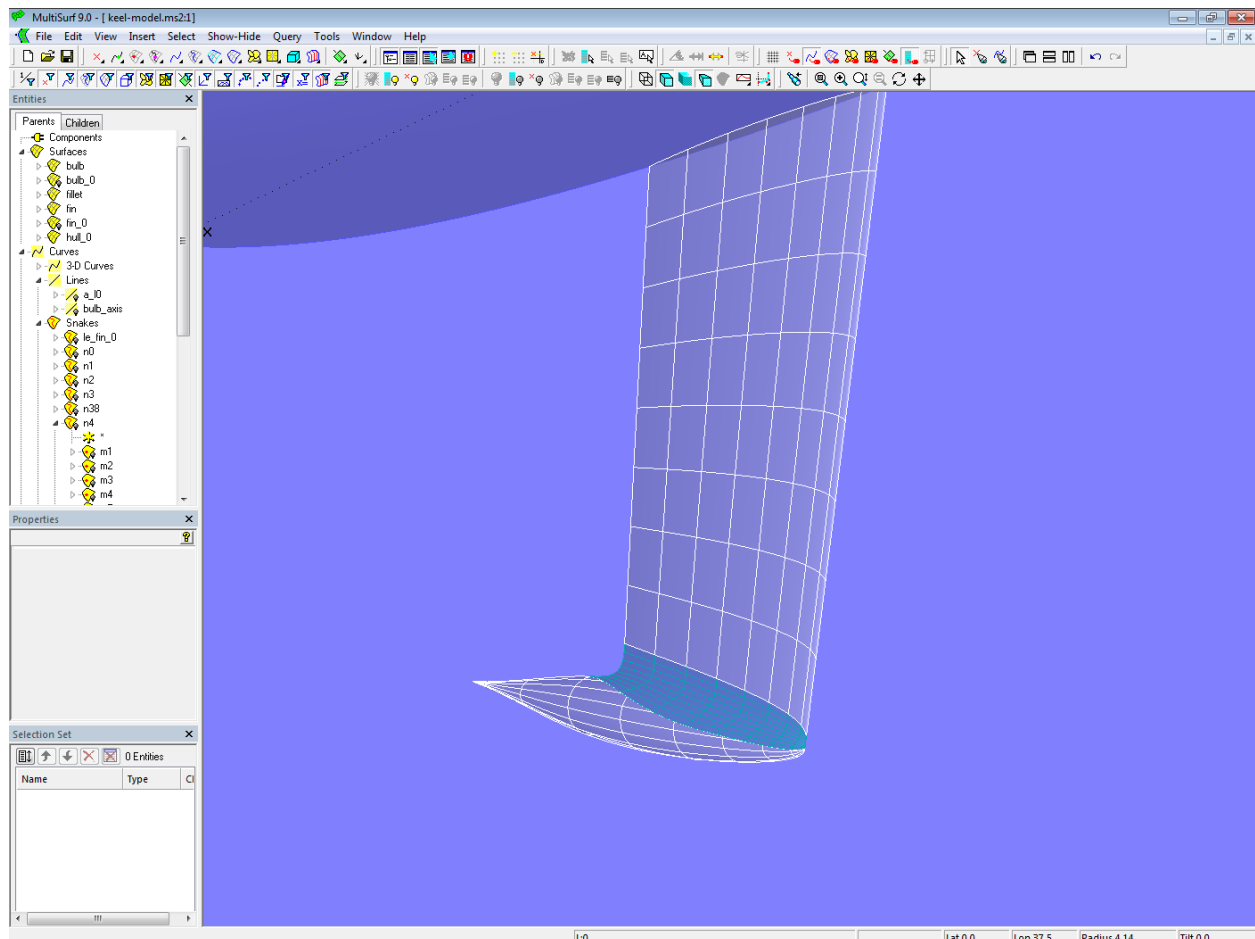 MultiSurf 9.0 - [ keel-model.ms2:1]
File Edit View Insert Select Show-Hide Query Tools Window Help
Entities
Parents Children
Components
Surfaces
bulb
bulb_0
fillet
fin
fin_0
hull_0
Curves
3-D Curves
Lines
a_l0
bulb_axis
Snakes
le_fin_0
n0
n1
n2
n3
n38
n4
*
m1
m2
m3
m4
Properties
Selection Set
0 Entities
Name Type Cl
Lat 0.0 Lon 37.5 Radius 4.14 Tilt 0.0